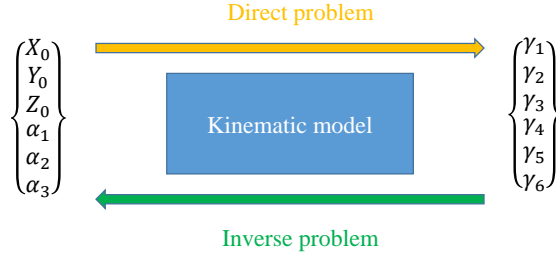 Direct problem
X₀
Y₀
Z₀
α₁
α₂
α₃
Kinematic model
γ₁
γ₂
γ₃
γ₄
γ₅
γ₆
Inverse problem